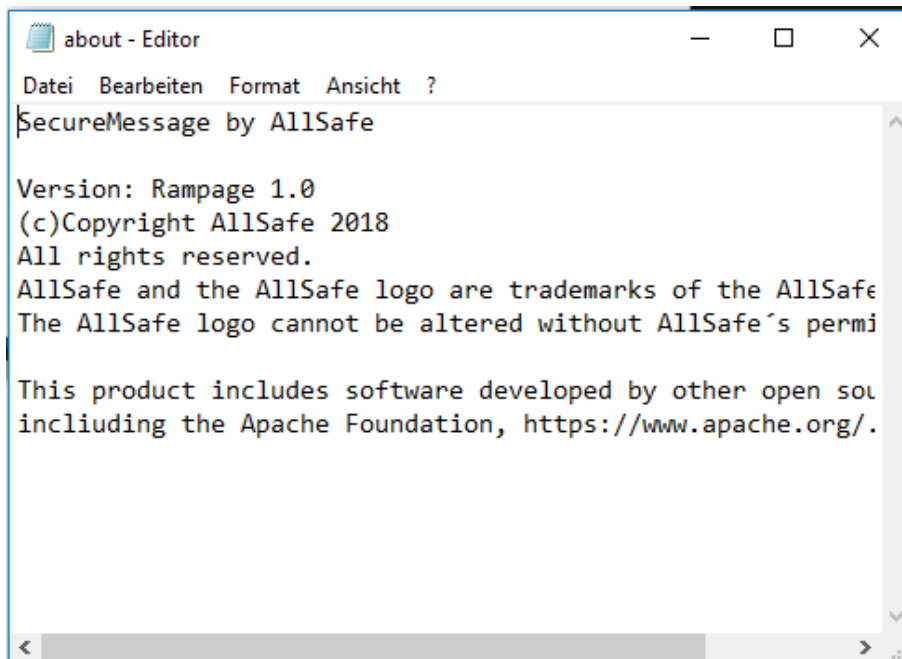 about - Editor
Datei Bearbeiten Format Ansicht ?
SecureMessage by AllSafe
Version: Rampage 1.0
(c)Copyright AllSafe 2018
All rights reserved.
AllSafe and the AllSafe logo are trademarks of the AllSafe
The AllSafe logo cannot be altered without AllSafe´s permi
This product includes software developed by other open sou
incliuding the Apache Foundation, https://www.apache.org/.